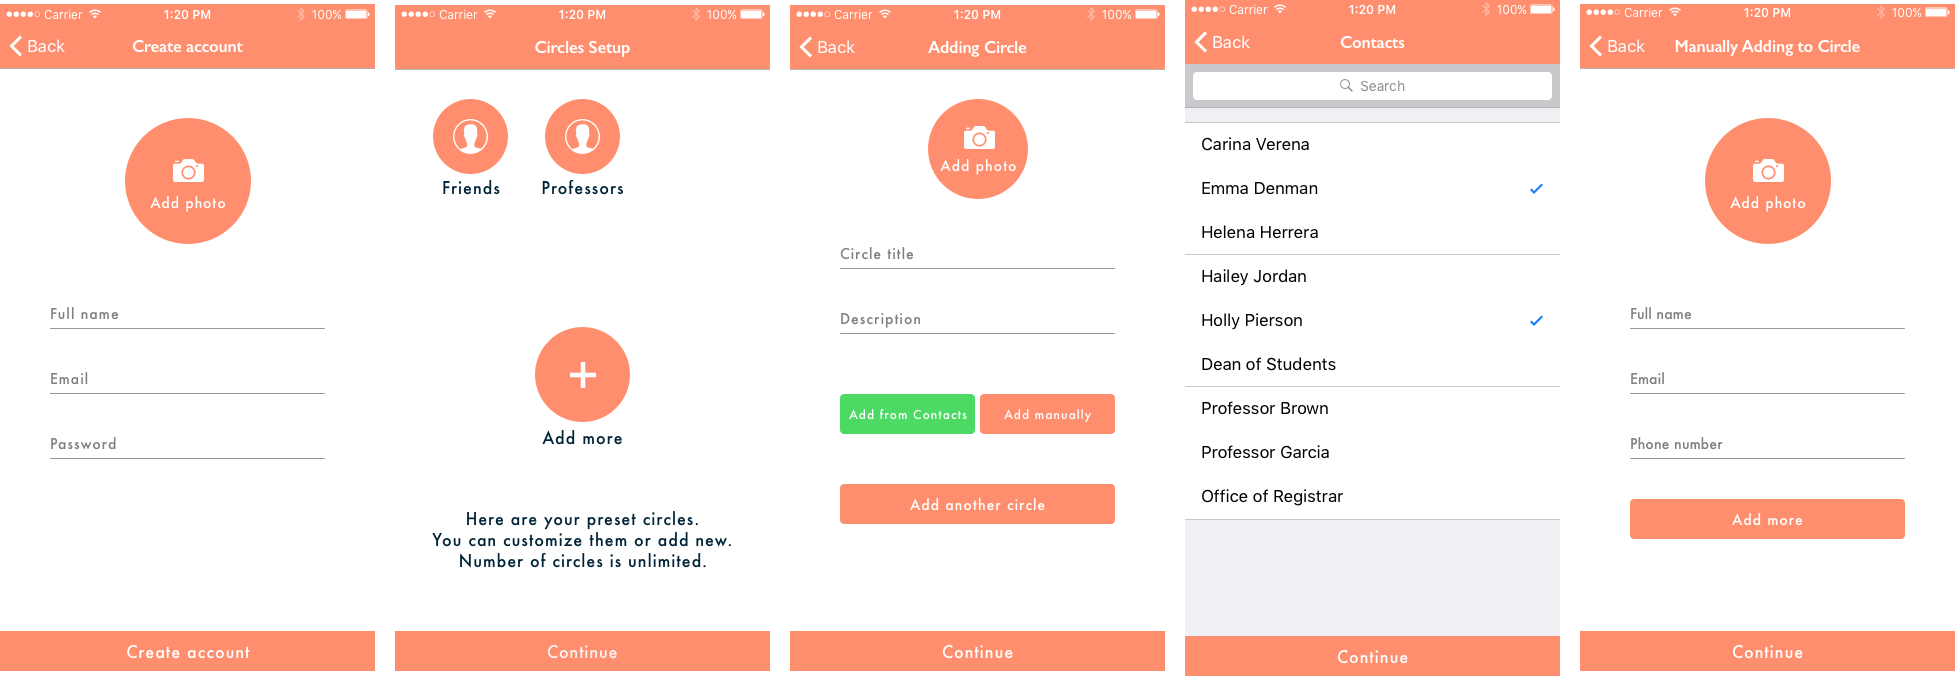 Carrier 1:20 PM 100%
Back Create account
Add photo
Full name
Email
Password
Create account
Carrier 1:20 PM 100%
Circles Setup
Friends Professors
Add more
Here are your preset circles.
You can customize them or add new.
Number of circles is unlimited.
Continue
Carrier 1:20 PM 100%
Back Adding Circle
Add photo
Circle title
Description
Add from Contacts Add manually
Add another circle
Continue
Carrier 1:20 PM 100%
Back Contacts
Search
Carina Verena
Emma Denman
Helena Herrera
Hailey Jordan
Holly Pierson
Dean of Students
Professor Brown
Professor Garcia
Office of Registrar
Continue
Carrier 1:20 PM 100%
Back Manually Adding to Circle
Add photo
Full name
Email
Phone number
Add more
Continue